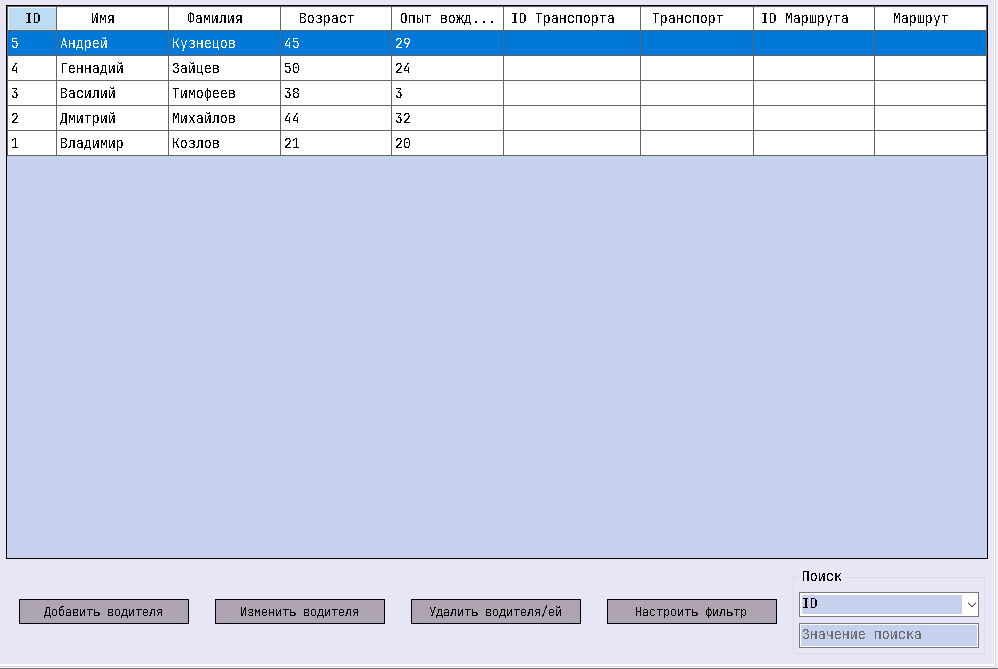 ID Имя Фамилия Возраст Опыт вожд... ID Транспорта Транспорт ID Маршрута Маршрут
5 Андрей Кузнецов 45 29
4 Геннадий Зайцев 50 24
3 Василий Тимофеев 38 3
2 Дмитрий Михайлов 44 32
1 Владимир Козлов 21 20
Поиск
ID
Добавить водителя Изменить водителя Удалить водителя/ей Настроить фильтр
Значение поиска